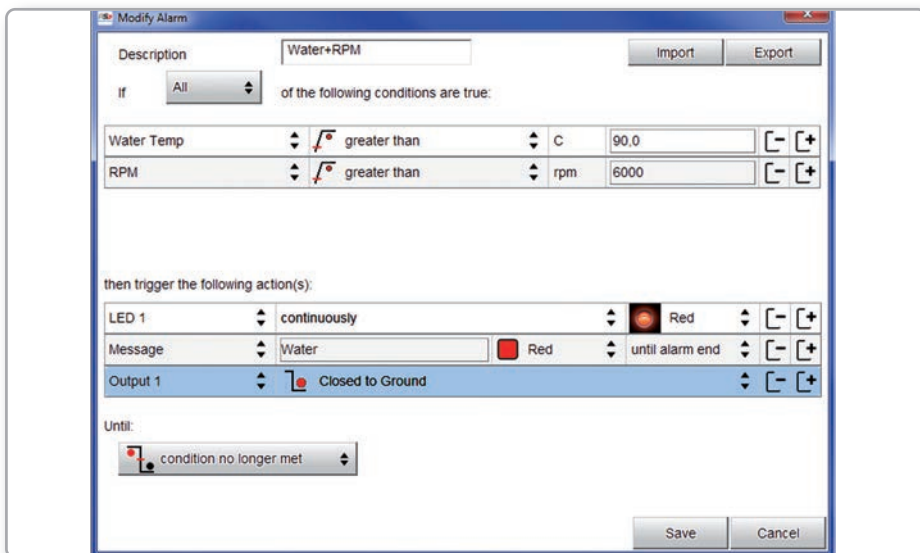 Modify Alarm
Description Water+RPM Import Export
If All of the following conditions are true:
Water Temp greater than C 90,0
RPM greater than rpm 6000
then trigger the following action(s):
LED 1 continuously Red
Message Water Red until alarm end
Output 1 Closed to Ground
Until:
condition no longer met
Save Cancel